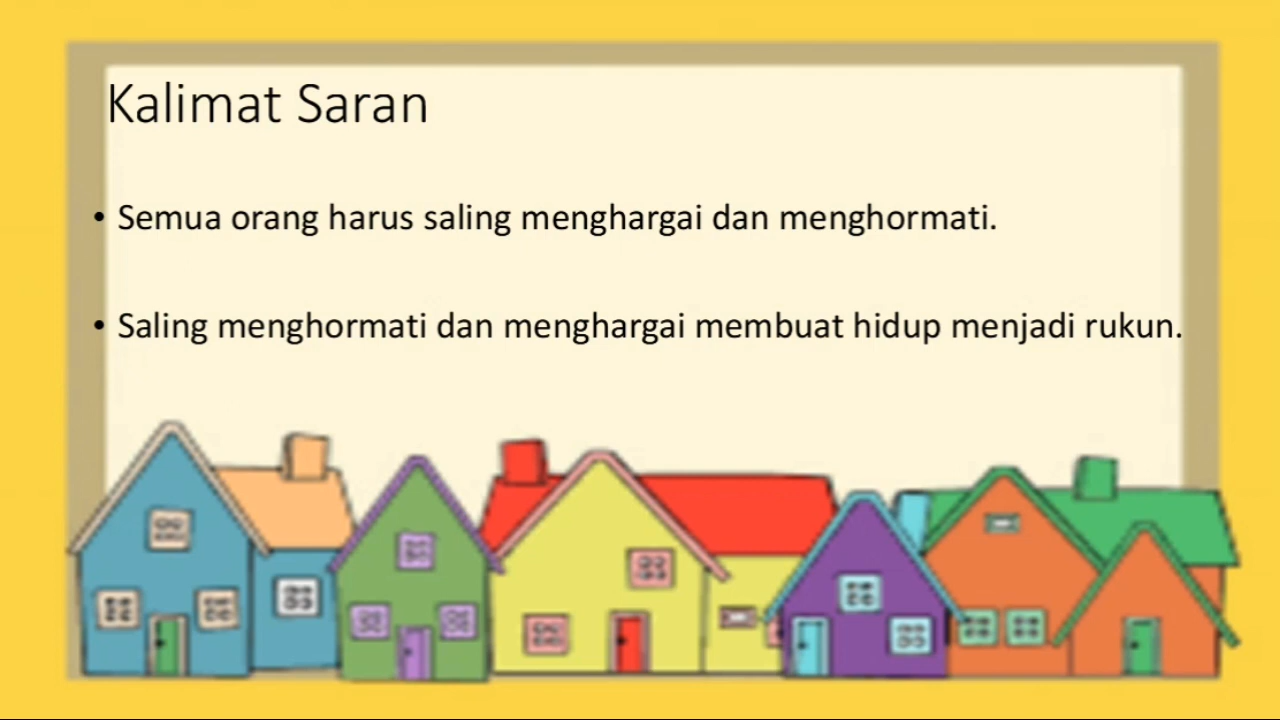 Kalimat Saran
• Semua orang harus saling menghargai dan menghormati.
• Saling menghormati dan menghargai membuat hidup menjadi rukun.